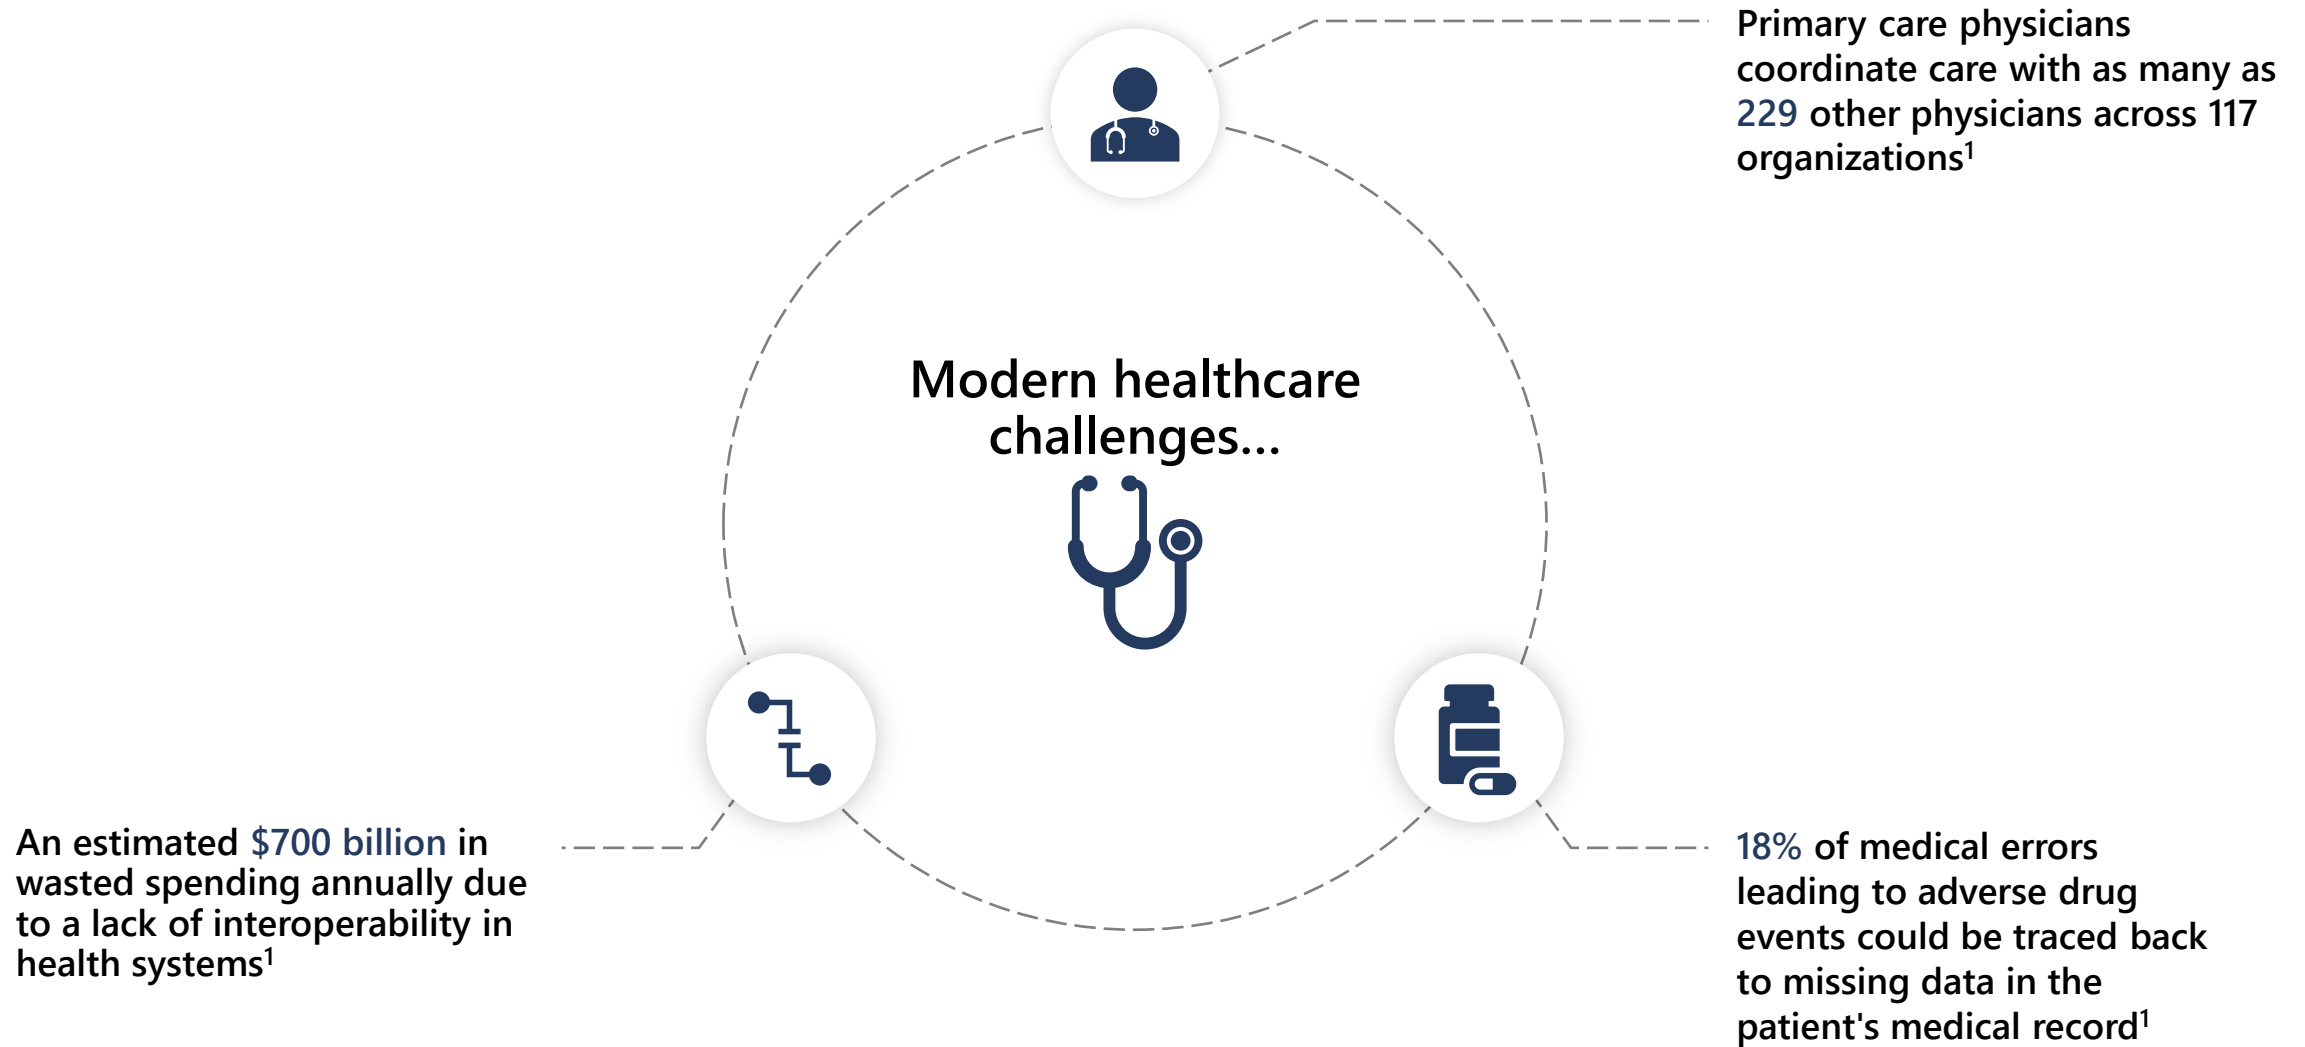 Primary care physicians
coordinate care with as many as
229 other physicians across 117
organizations¹
Modern healthcare
challenges...
An estimated $700 billion in
wasted spending annually due
to a lack of interoperability in
health systems¹
18% of medical errors
leading to adverse drug
events could be traced back
to missing data in the
patient's medical record¹